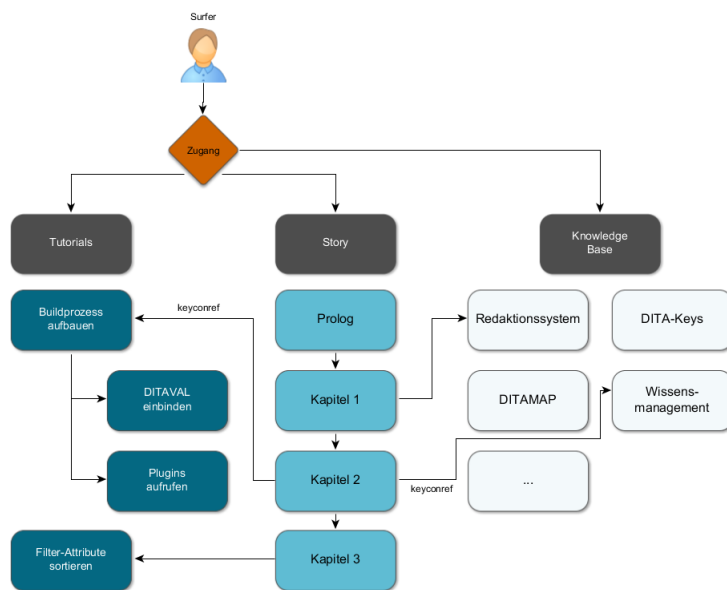 Surfer
Zugang
Tutorials
Story
Knowledge
Base
Buildprozess
aufbauen
keyconref
Prolog
Redaktionssystem
DITA-Keys
DITAVAL
einbinden
Kapitel 1
DITAMAP
Wissens-
management
Plugins
aufrufen
Kapitel 2
keyconref
...
Filter-Attribute
sortieren
Kapitel 3